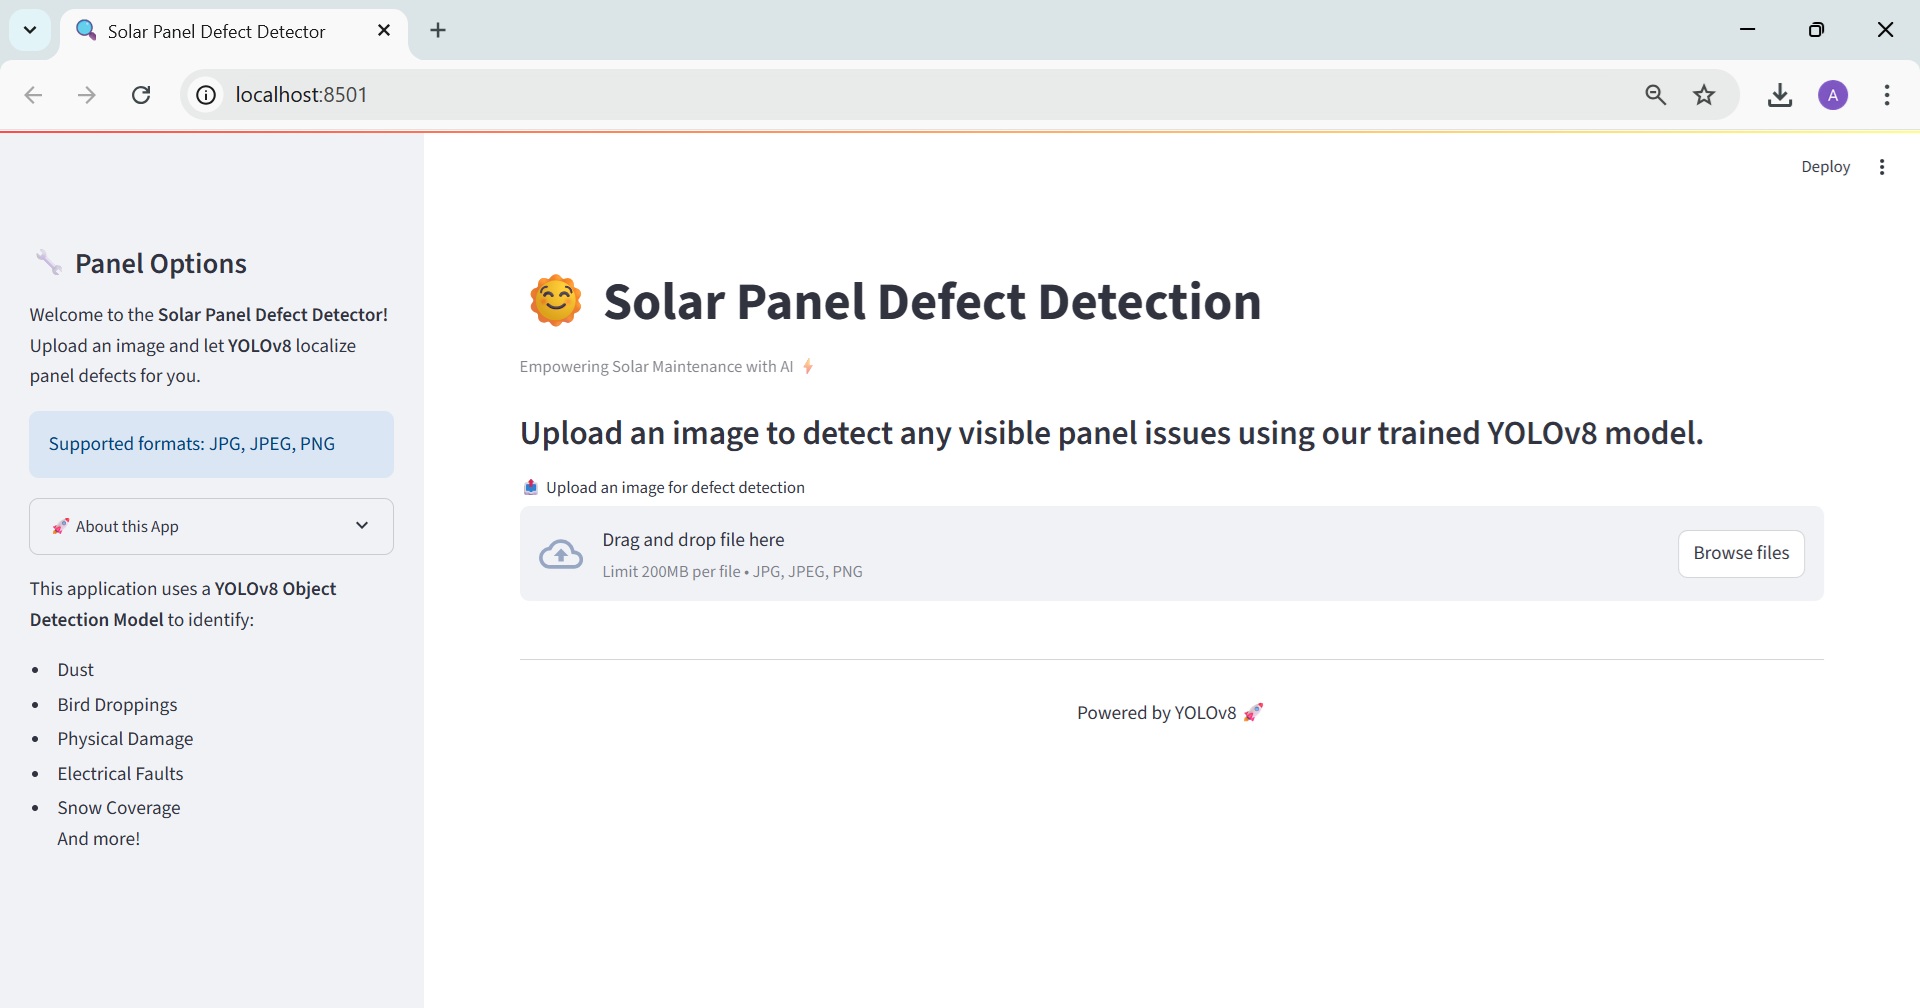 Solar Panel Defect Detector
localhost:8501
A
Deploy
🔧 Panel Options
Welcome to the Solar Panel Defect Detector!
Upload an image and let YOLOv8 localize
panel defects for you.
Supported formats: JPG, JPEG, PNG
🚀 About this App
This application uses a YOLOv8 Object
Detection Model to identify:
• Dust
• Bird Droppings
• Physical Damage
• Electrical Faults
• Snow Coverage
And more!
🌞 Solar Panel Defect Detection
Empowering Solar Maintenance with AI ⚡
Upload an image to detect any visible panel issues using our trained YOLOv8 model.
📤 Upload an image for defect detection
Drag and drop file here
Limit 200MB per file • JPG, JPEG, PNG
Browse files
Powered by YOLOv8 🚀